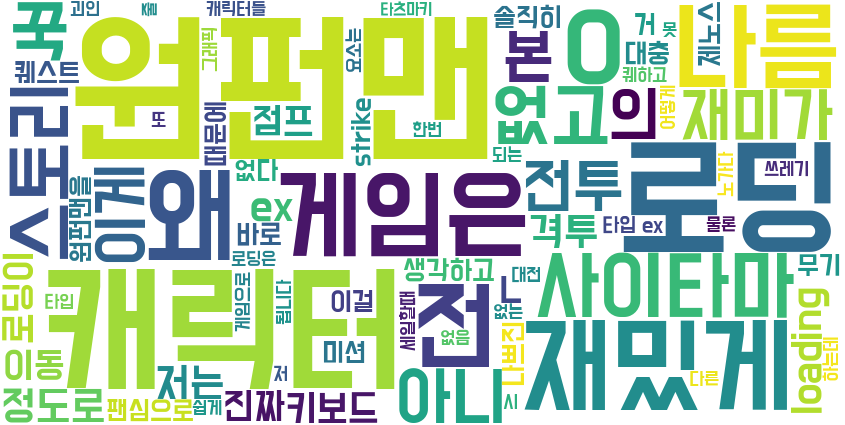 꾹
괴인
줄
캐릭터들
타츠마키
솔직히
거
못
제노스
나름
원펀맨
그래픽
요소는
본
O
대충
퀘하고
어떻게
퀘스트
또
때문에
점프
strike
한번
없고
의
재미가
스토리
이게
원펀맨을
왜
없다
ex
바로
로딩은
게임은
되는
전투
격투
타입 ex
노가다
쓰레기
물론
로딩
로딩이
타입
캐릭터
게임으로
됩니다
이걸
미션
저
생각하고
세일할때
전
없음
대전
ㄴ
없는
나쁘진
사이타마
무기
loading
하는데
재밌게
다른
시
이동
정도로
팬심으로
저는
쉽게
진짜
키보드
아니